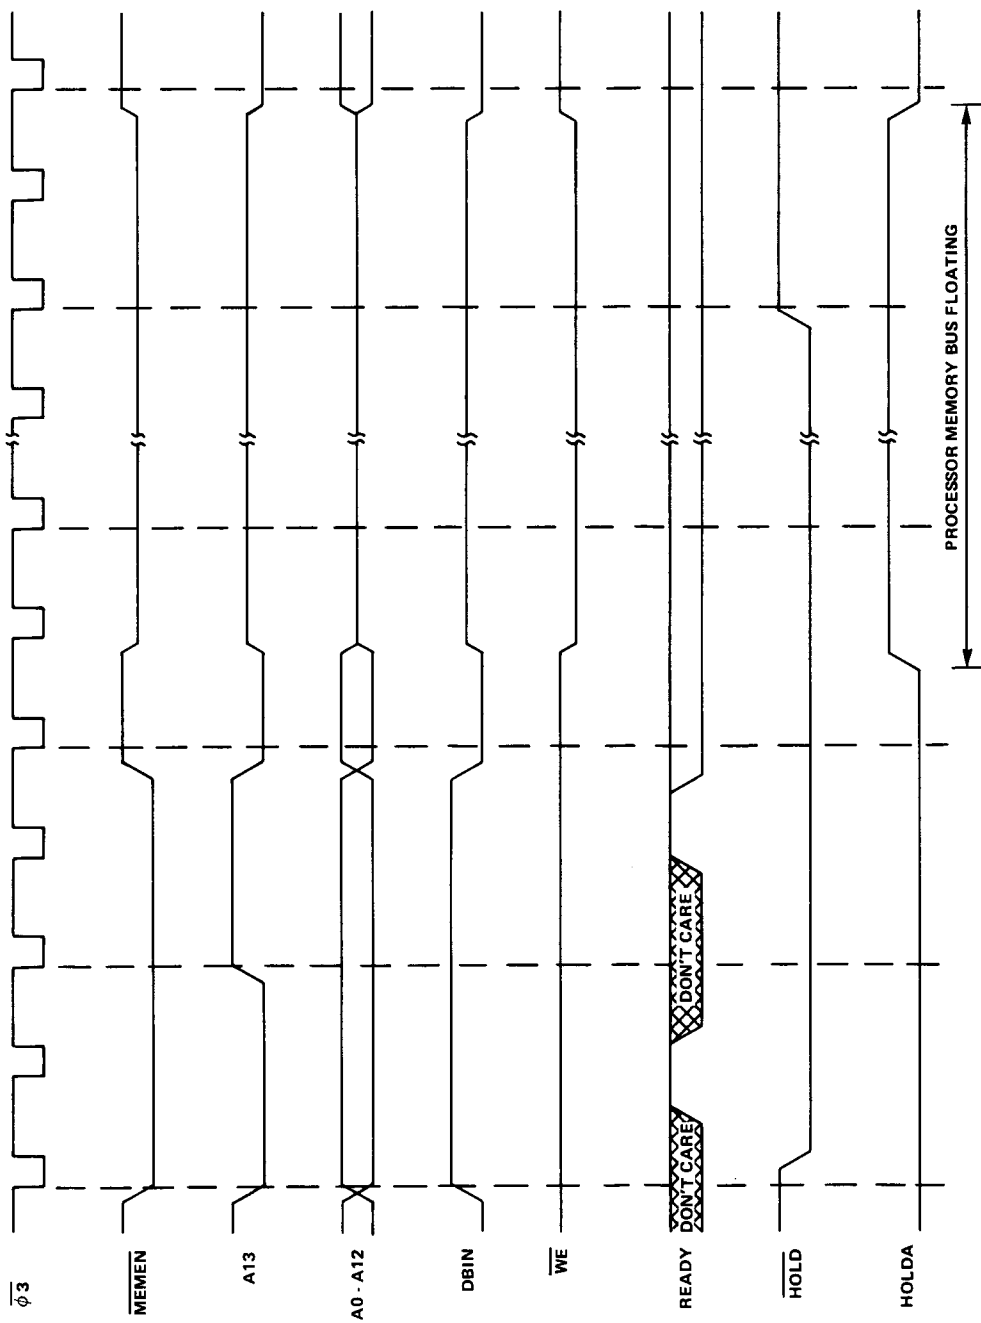 φ3
MEMEN
A13
A0 - A12
DBIN
WE
READY
DON'T CARE
DON'T CARE
HOLD
HOLDA
PROCESSOR MEMORY BUS FLOATING